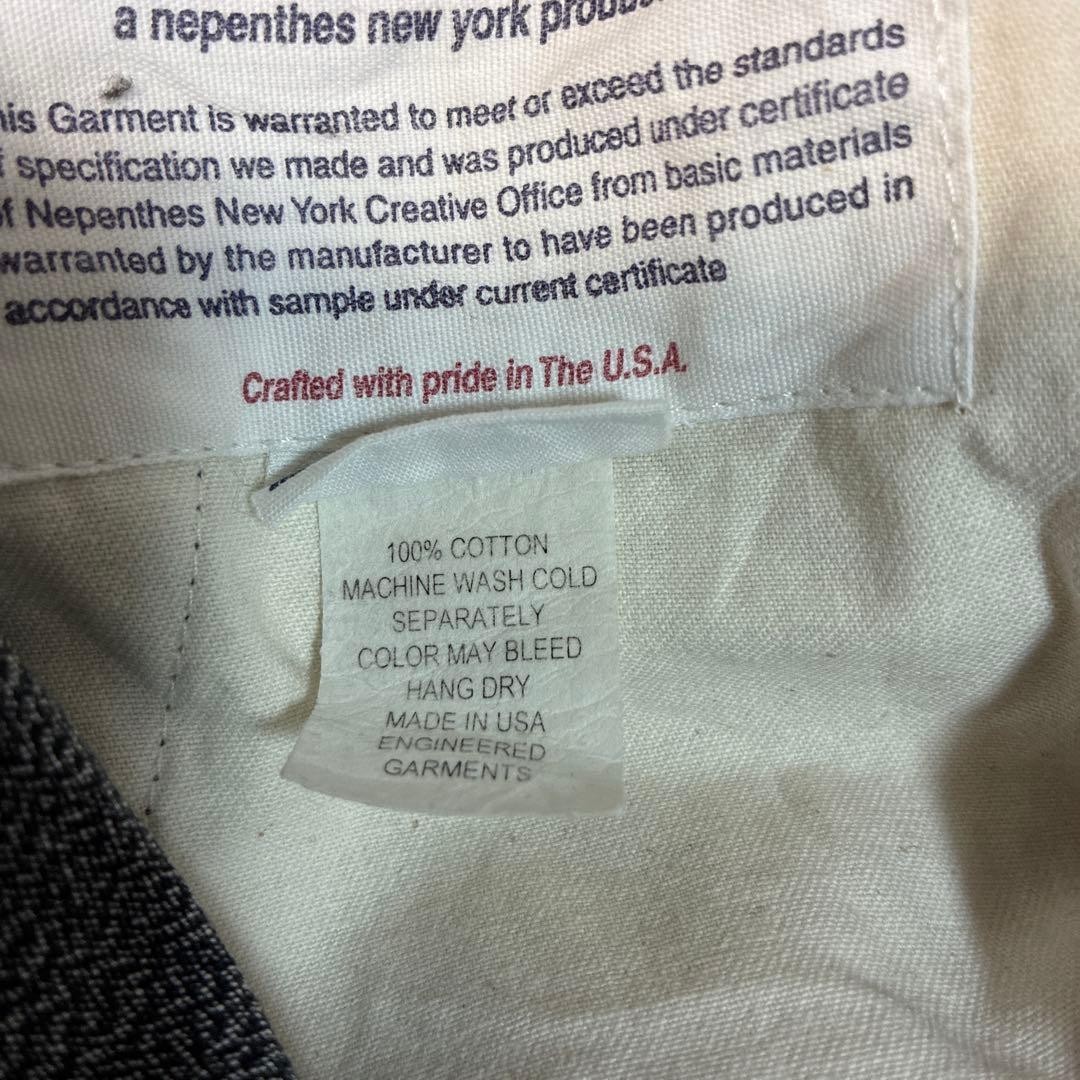 a nepenthes new york
his Garment is warranted to meet or exceed the standards
f specification we made and was produced under certificate
of Nepenthes New York Creative Office from basic materials
warranted by the manufacturer to have been produced in
accordance with sample under current certificate
Crafted with pride in The U.S.A.
100% COTTON
MACHINE WASH COLD
SEPARATELY
COLOR MAY BLEED
HANG DRY
MADE IN USA
ENGINEERED
GARMENTS